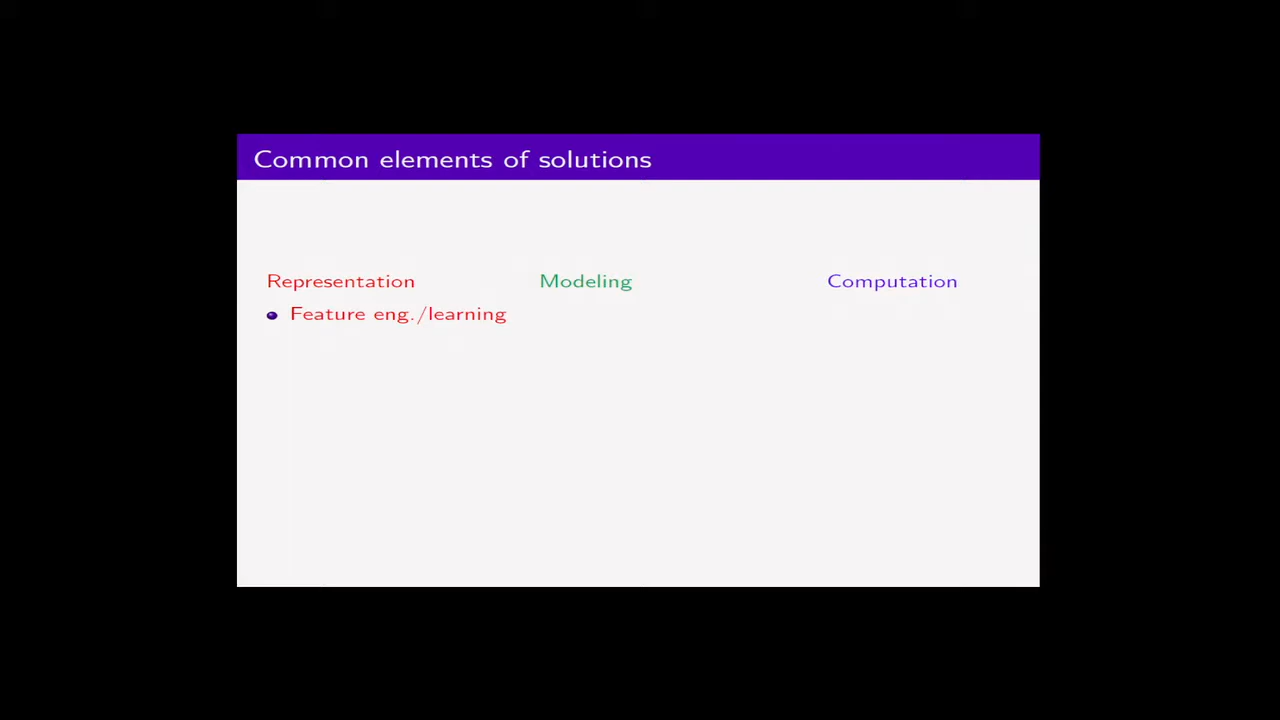 Common elements of solutions
Representation Modeling Computation
Feature eng./learning